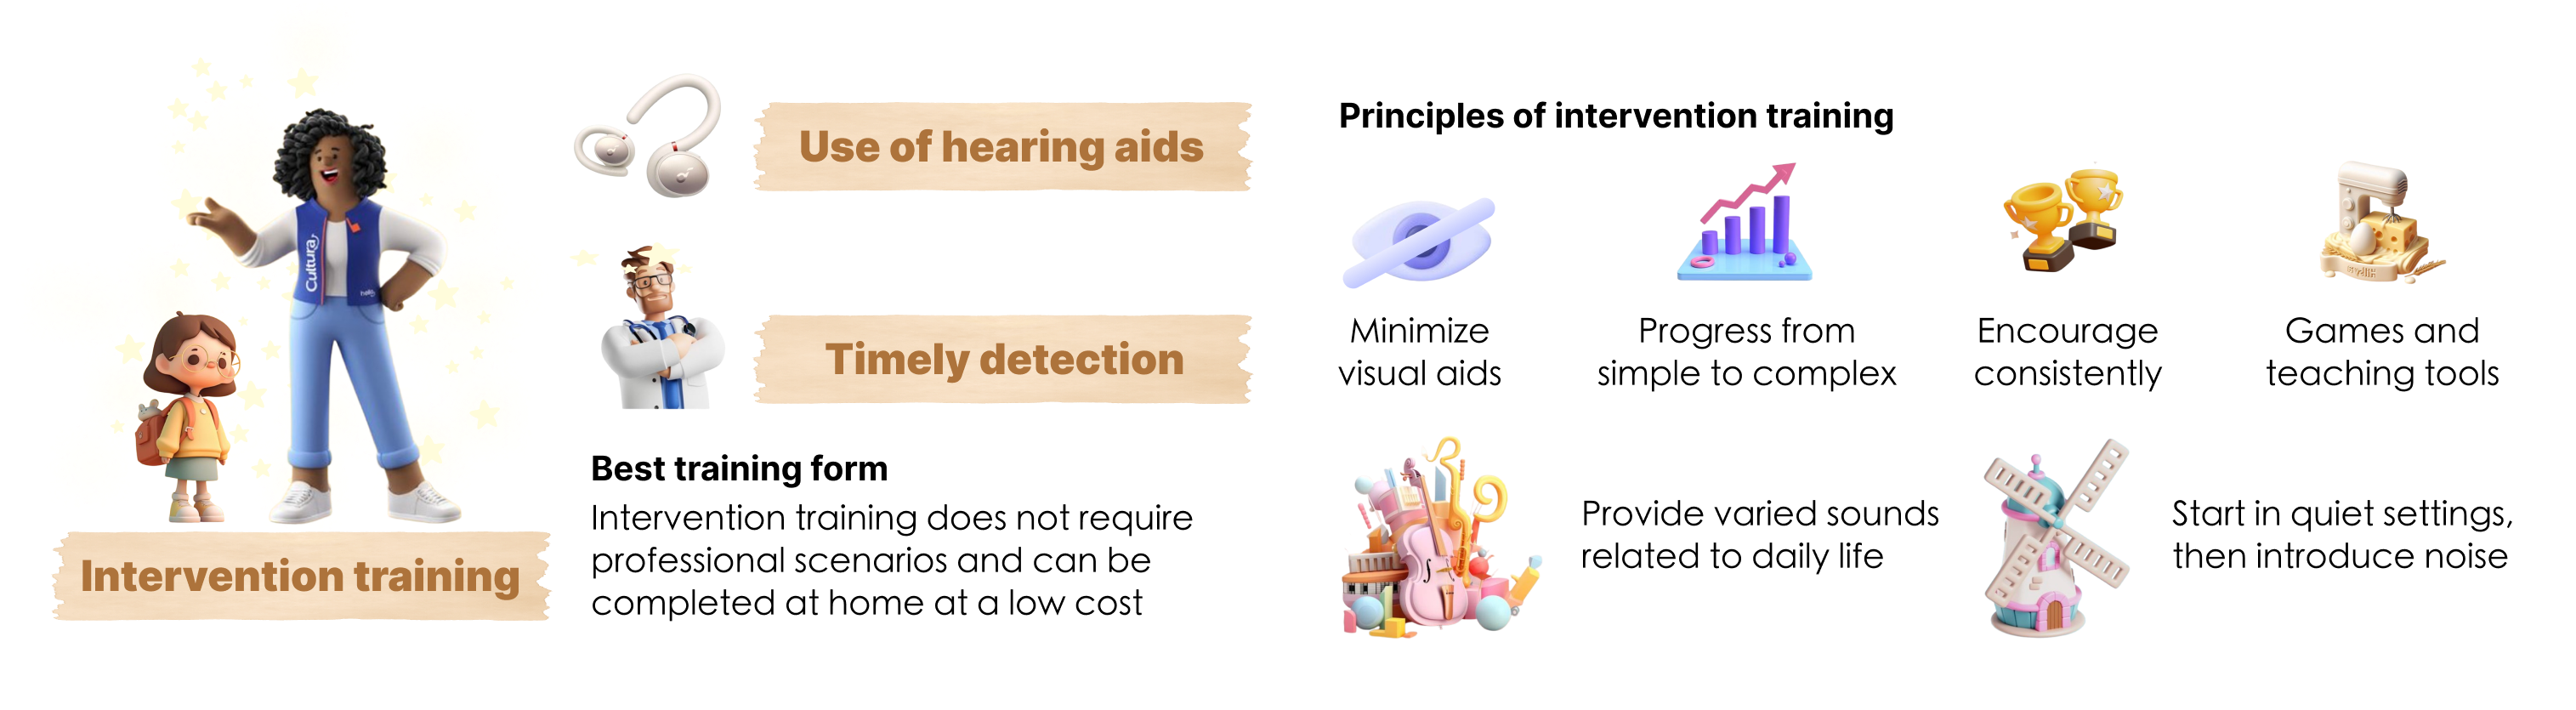 Cultura
hello
Intervention training
Use of hearing aids
Timely detection
Best training form
Intervention training does not require
professional scenarios and can be
completed at home at a low cost
Principles of intervention training
Minimize
visual aids
Progress from
simple to complex
Encourage
consistently
Games and
teaching tools
Provide varied sounds
related to daily life
Start in quiet settings,
then introduce noise